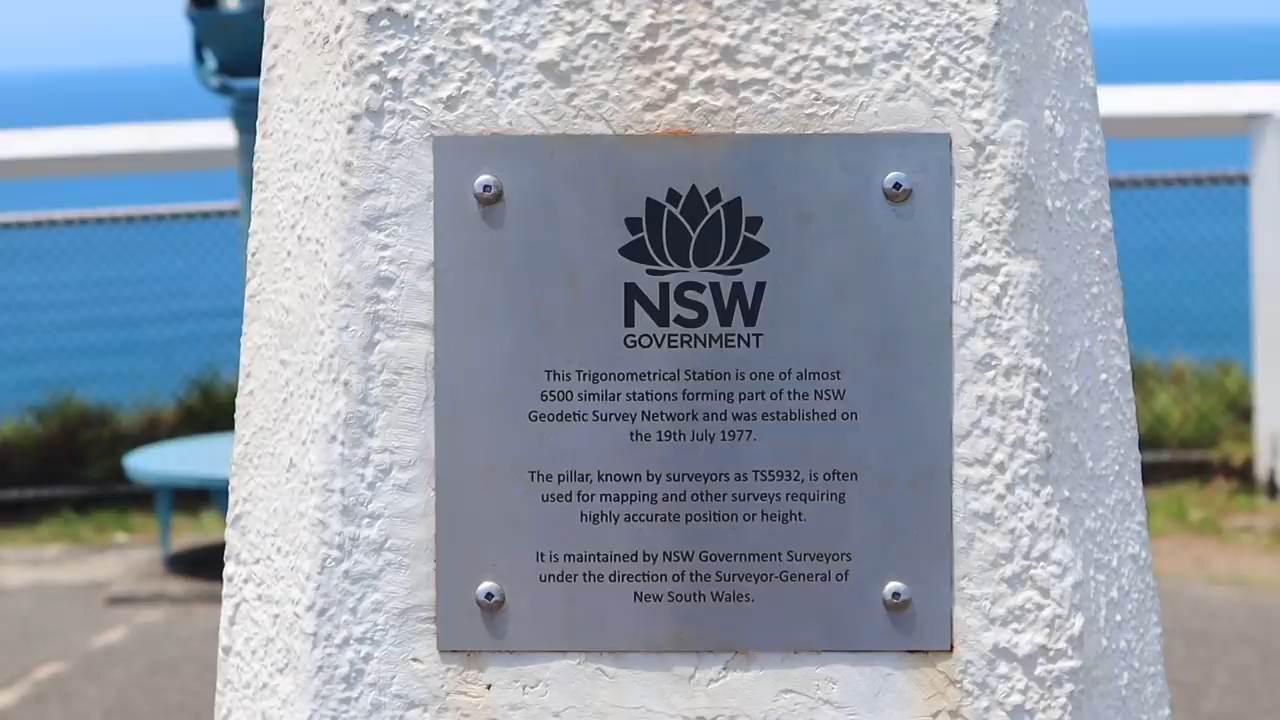 NSW
GOVERNMENT
This Trigonometrical Station is one of almost
6500 similar stations forming part of the NSW
Geodetic Survey Network and was established on
the 19th July 1977.
The pillar, known by surveyors as TS5932, is often
used for mapping and other surveys requiring
highly accurate position or height.
It is maintained by NSW Government Surveyors
under the direction of the Surveyor-General of
New South Wales.